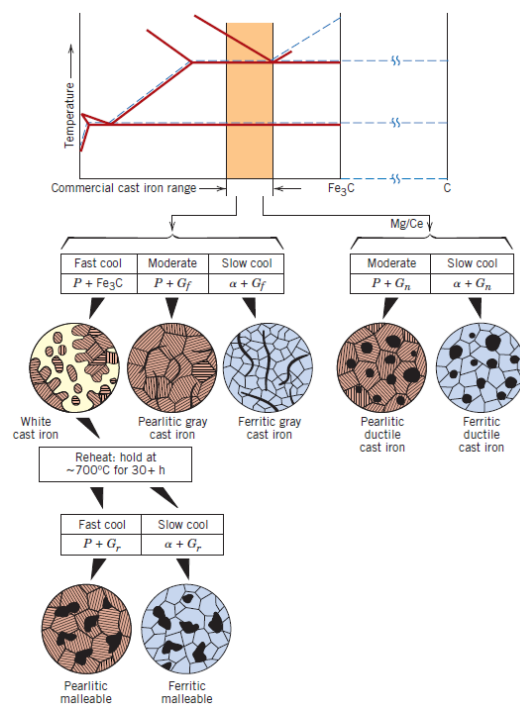 Temperature
Commercial cast iron range
Fe3C
C
Mg/Ce
Fast cool Moderate Slow cool
P + Fe3C P + Gf α + Gf
Moderate Slow cool
P + Gn α + Gn
White
cast iron
Pearlitic gray
cast iron
Ferritic gray
cast iron
Pearlitic
ductile
cast iron
Ferritic
ductile
cast iron
Reheat: hold at
~700°C for 30+ h
Fast cool Slow cool
P + Gr α + Gr
Pearlitic
malleable
Ferritic
malleable